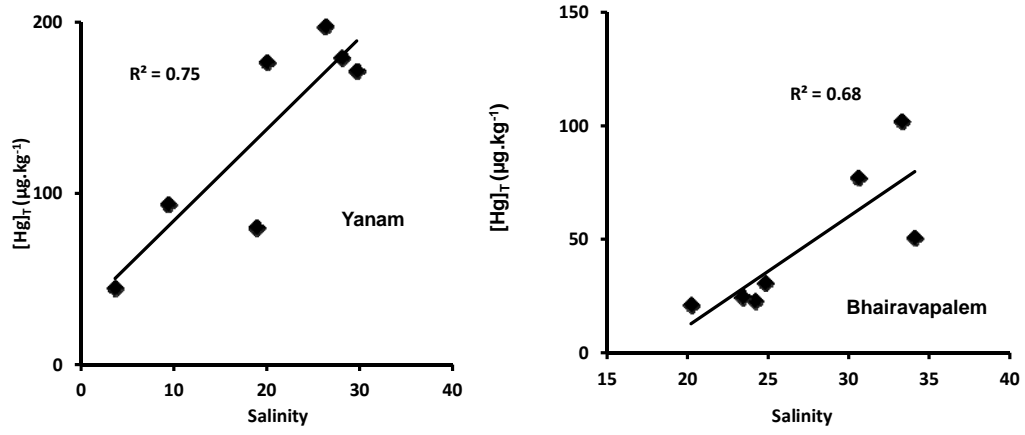 200
100
0
0
10
20
30
40
[Hg]T (µg.kg-1)
R² = 0.75
Yanam
Salinity
150
100
50
0
15
20
25
30
35
40
[Hg]T (µg.kg-1)
R² = 0.68
Bhairavapalem
Salinity